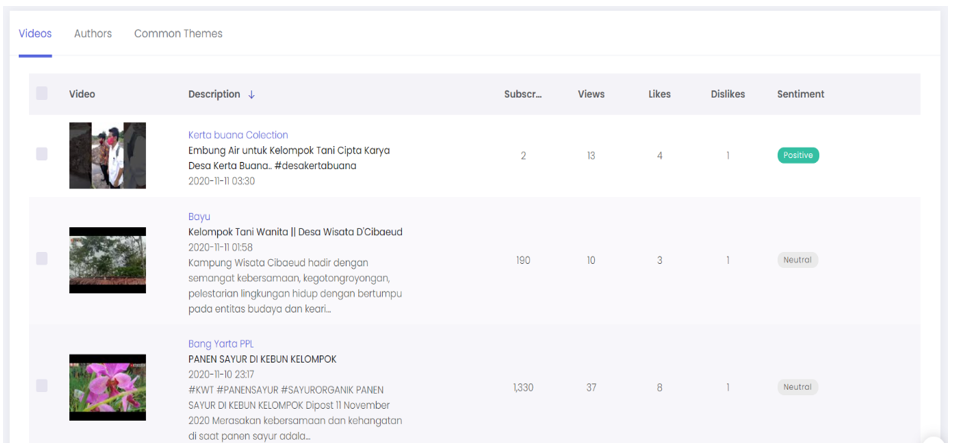 Videos Authors Common Themes
Video Description ↓ Subscr... Views Likes Dislikes Sentiment
Kerta buana Colection
Embung Air untuk Kelompok Tani Cipta Karya
Desa Kerta Buana.. #desakertabuana
2020-11-11 03:30
2 13 4 1 Positive
Bayu
Kelompok Tani Wanita || Desa Wisata D'Cibaeud
2020-11-11 01:58
Kampung Wisata Cibaeud hadir dengan
semangat kebersamaan, kegotongroyongan,
pelestarian lingkungan hidup dengan bertumpu
pada entitas budaya dan keari...
190 10 3 1 Neutral
Bang Yarta PPL
PANEN SAYUR DI KEBUN KELOMPOK
2020-11-10 23:17
#KWT #PANENSAYUR #SAYURORGANIK PANEN
SAYUR DI KEBUN KELOMPOK Dipost 11 November
2020 Merasakan kebersamaan dan kehangatan
di saat panen sayur adala...
1,330 37 8 1 Neutral